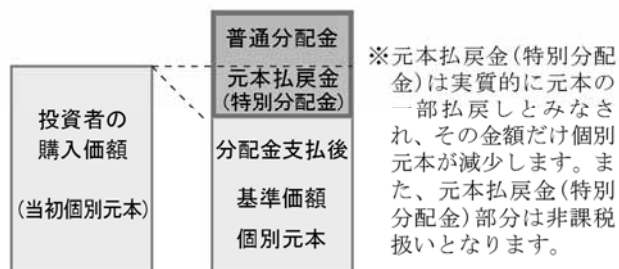 投資者の
購入価額
(当初個別元本)
普通分配金
元本払戻金
(特別分配金)
分配金支払後
基準価額
個別元本
※元本払戻金(特別分配
金)は実質的に元本の
一部払戻しとみなさ
れ、その金額だけ個別
元本が減少します。ま
た、元本払戻金(特別
分配金)部分は非課税
扱いとなります。